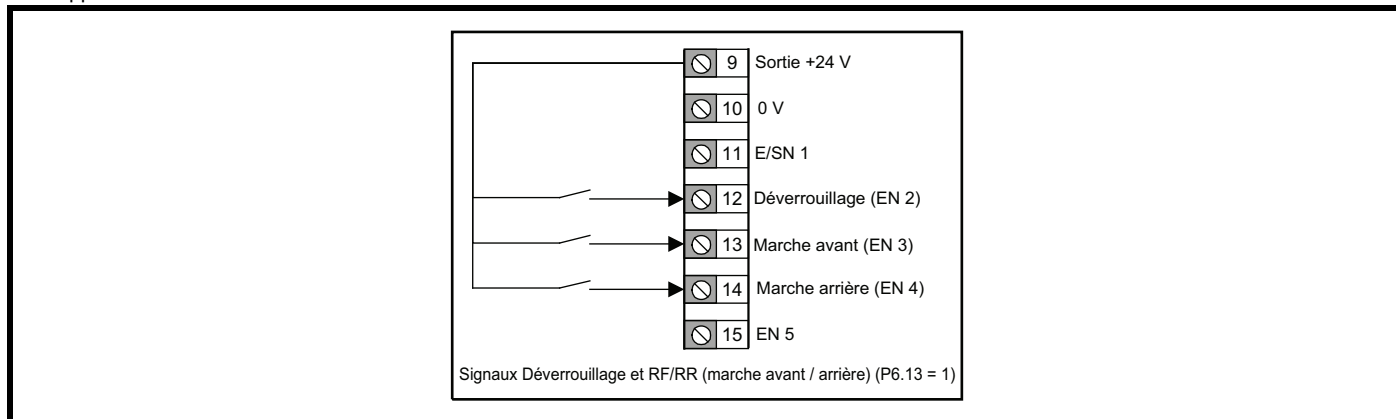 9 Sortie +24 V
10 0 V
11 E/SN 1
12 Déverrouillage (EN 2)
13 Marche avant (EN 3)
14 Marche arrière (EN 4)
15 EN 5
Signaux Déverrouillage et RF/RR (marche avant / arrière) (P6.13 = 1)